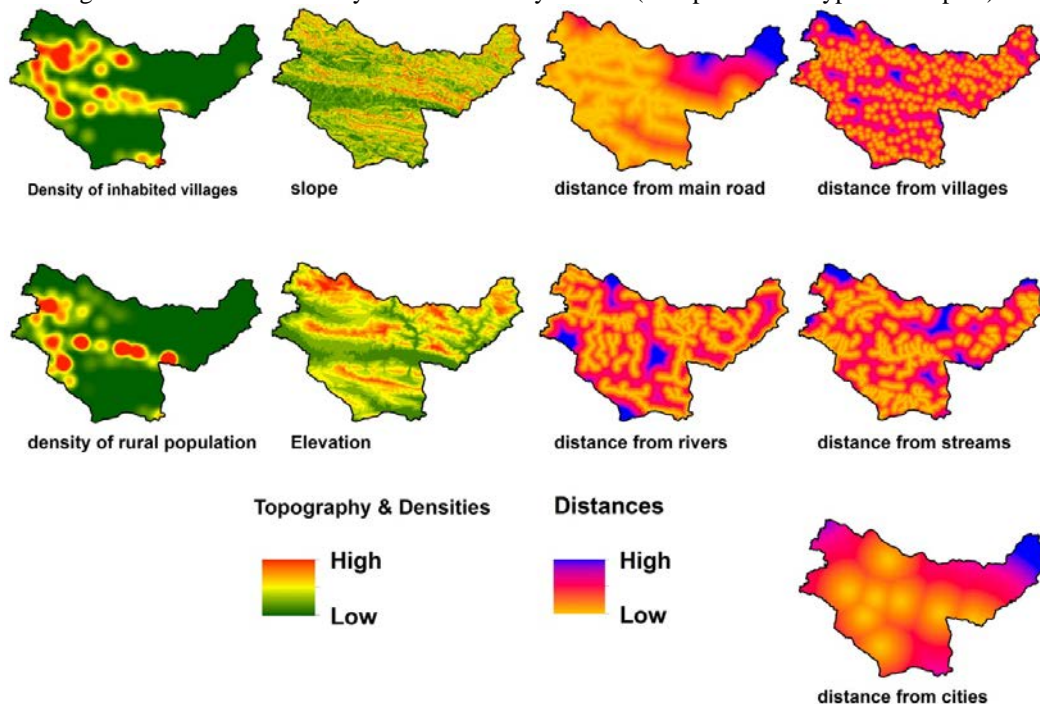 Density of inhabited villages
slope
distance from main road
distance from villages
density of rural population
Elevation
distance from rivers
distance from streams
Topography & Densities
High
Low
Distances
High
Low
distance from cities